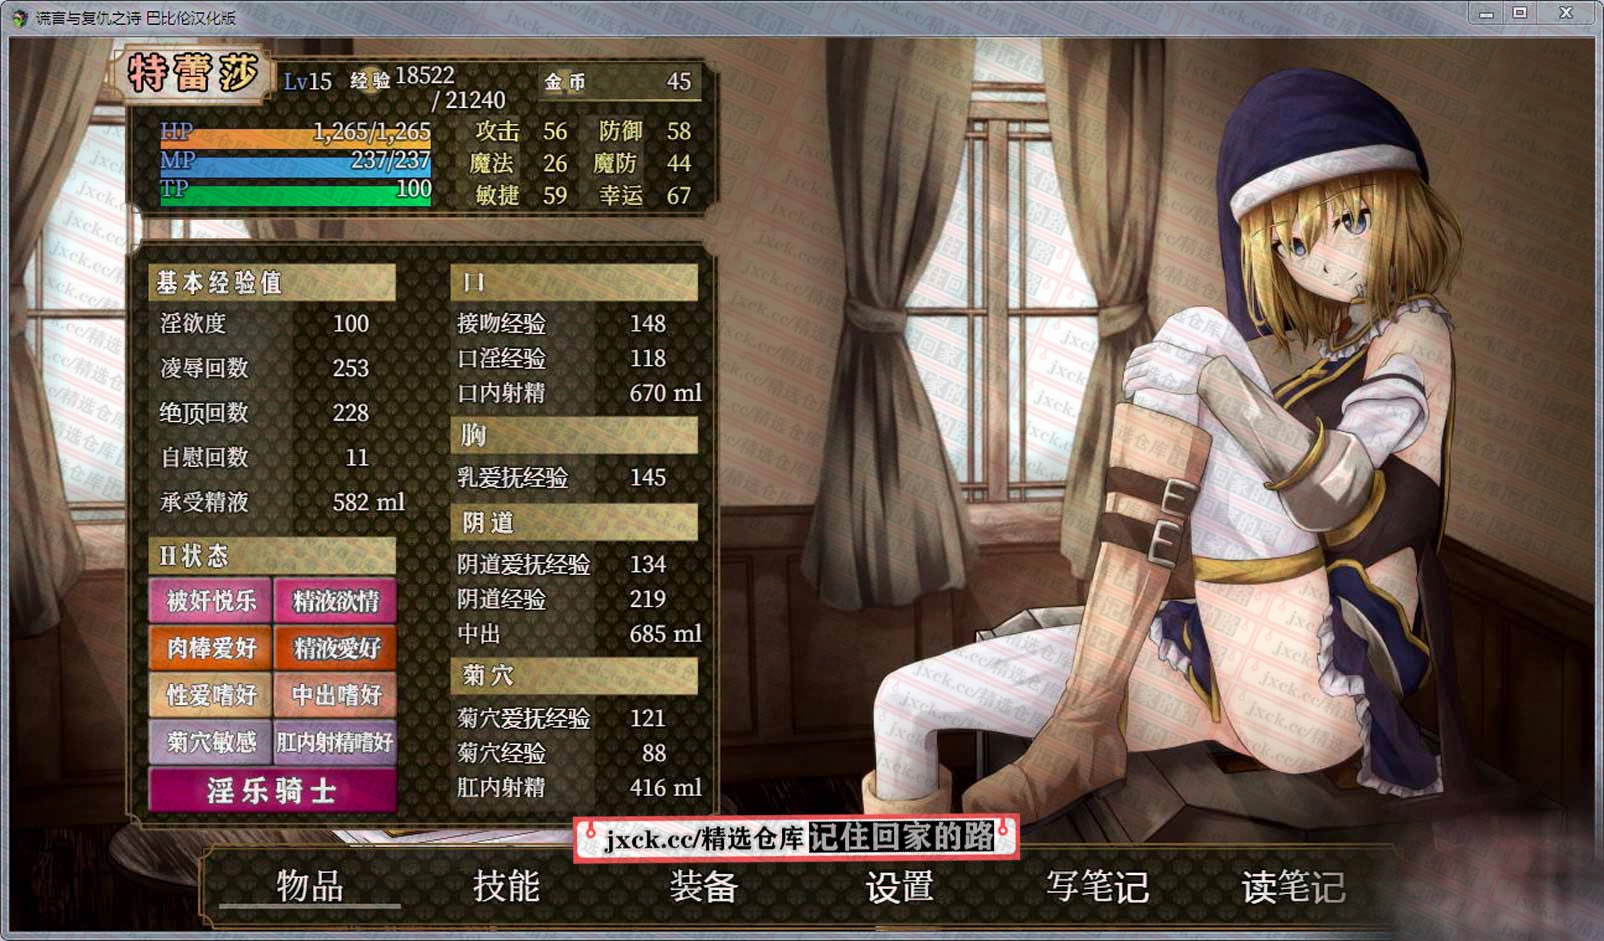 谎言与复仇之诗 巴比伦汉化版
特蕾莎
Lv15 经验 18522
/ 21240
金币 45
HP 1,265/1,265
MP 237/237
TP 100
攻击 56 防御 58
魔法 26 魔防 44
敏捷 59 幸运 67
基本经验值
淫欲度 100
凌辱回数 253
绝顶回数 228
自慰回数 11
承受精液 582 ml
H状态
被奸悦乐 精液欲情
肉棒爱好 精液愛好
性爱嗜好 中出嗜好
菊穴敏感 肛内射精嗜好
淫乐骑士
口
接吻经验 148
口淫经验 118
口内射精 670 ml
胸
乳爱抚经验 145
阴道
阴道爱抚经验 134
阴道经验 219
中出 685 ml
菊穴
菊穴爱抚经验 121
菊穴经验 88
肛内射精 416 ml
jxck.cc/精选仓库 记住回家的路
物品 技能 装备 设置 写笔记 读笔记